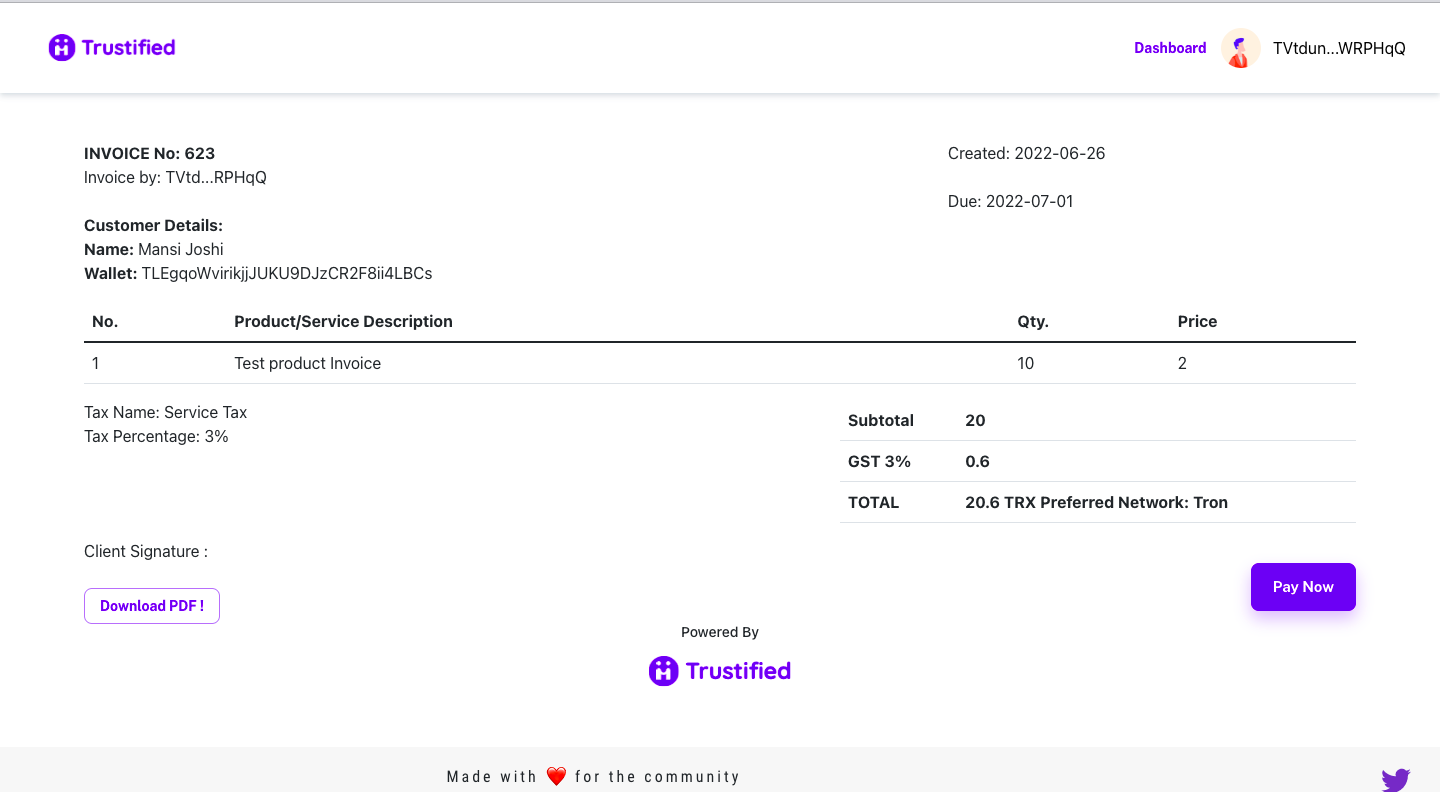 Trustified
Dashboard TVtdun...WRPHqQ
INVOICE No: 623
Invoice by: TVtd...RPHqQ
Created: 2022-06-26
Due: 2022-07-01
Customer Details:
Name: Mansi Joshi
Wallet: TLEgqoWvirikjjJUKU9DJzCR2F8ii4LBCs
No. Product/Service Description Qty. Price
1 Test product Invoice 10 2
Tax Name: Service Tax
Tax Percentage: 3%
Subtotal 20
GST 3% 0.6
TOTAL 20.6 TRX Preferred Network: Tron
Client Signature :
Download PDF !
Pay Now
Powered By
Trustified
Made with ❤️ for the community